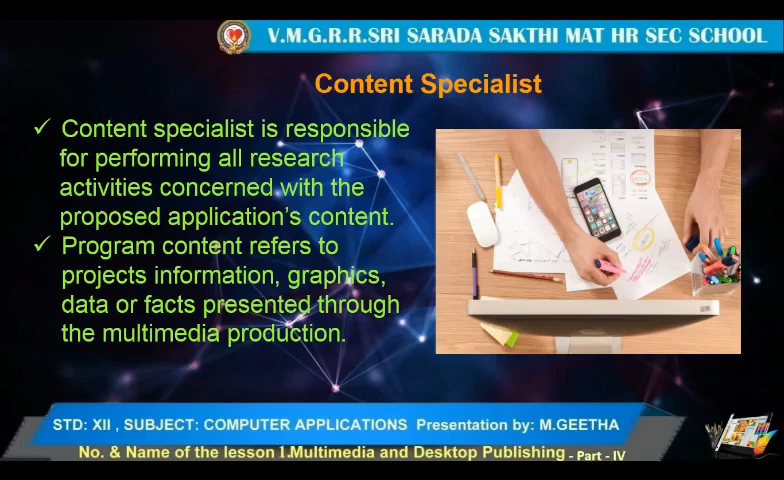 V.M.G.R.R.SRI SARADA SAKTHI MAT HR SEC SCHOOL
Content Specialist
✓ Content specialist is responsible
for performing all research
activities concerned with the
proposed application's content.
✓ Program content refers to
projects information, graphics,
data or facts presented through
the multimedia production.
STD: XII , SUBJECT: COMPUTER APPLICATIONS Presentation by: M.GEETHA
No. & Name of the lesson 1.Multimedia and Desktop Publishing - Part - IV